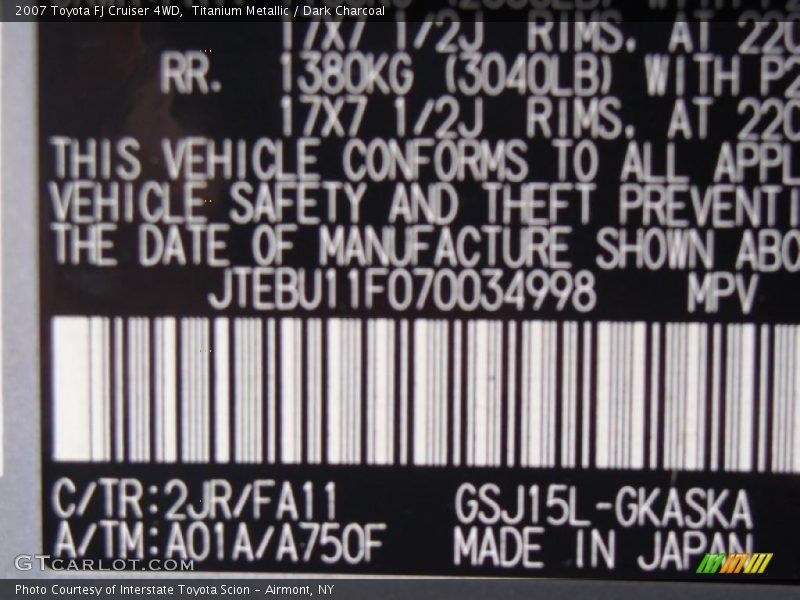 2007 Toyota FJ Cruiser 4WD,  Titanium Metallic / Dark Charcoal
17X7 1/2J RIMS. AT 220
RR. 1380KG (3040LB) WITH P2
17X7 1/2J RIMS. AT 220
THIS VEHICLE CONFORMS TO ALL APPL
VEHICLE SAFETY AND THEFT PREVENTI
THE DATE OF MANUFACTURE SHOWN ABO
JTEBU11F070034998 MPV
C/TR:2JR/FA11 GSJ15L-GKASKA
A/TM:A01A/A750F MADE IN JAPAN
GTCARLOT.COM
Photo Courtesy of Interstate Toyota Scion – Airmont, NY